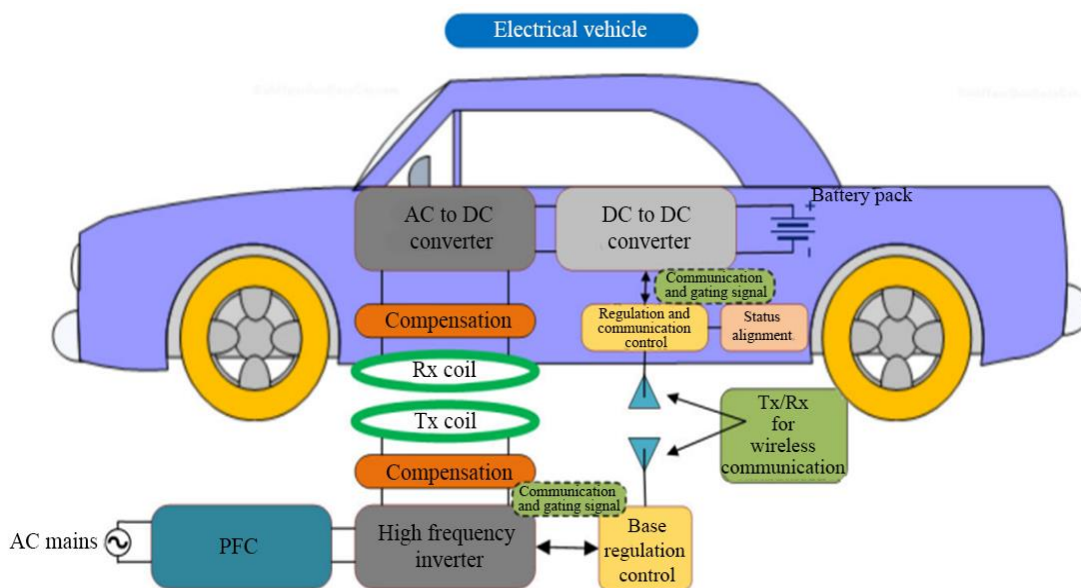 Electrical vehicle
Battery pack
+
AC to DC
converter
DC to DC
converter
-
Communication
and gating signal
Compensation
Regulation and
communication
control
Status
alignment
Rx coil
Tx coil
Tx/Rx
for
wireless
communication
Compensation
Communication
and gating signal
AC mains
PFC
High frequency
inverter
Base
regulation
control